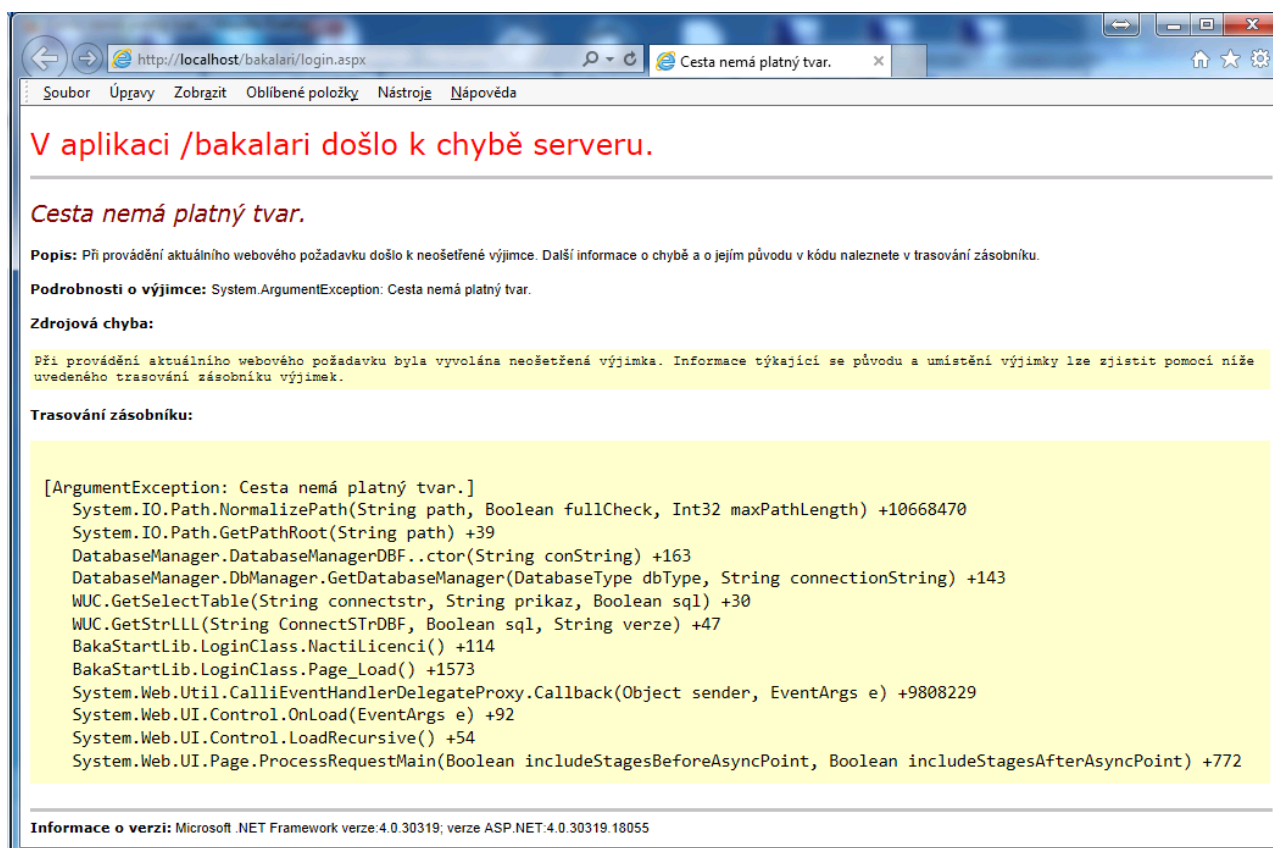 http://localhost/bakalari/login.aspx
Cesta nemá platný tvar.
Soubor Úpravy Zobrazit Oblíbené položky Nástroje Nápověda
V aplikaci /bakalari došlo k chybě serveru.
Cesta nemá platný tvar.
Popis: Při provádění aktuálního webového požadavku došlo k neošetřené výjimce. Další informace o chybě a o jejím původu v kódu naleznete v trasování zásobníku.
Podrobnosti o výjimce: System.ArgumentException: Cesta nemá platný tvar.
Zdrojová chyba:
Při provádění aktuálního webového požadavku byla vyvolána neošetřená výjimka. Informace týkající se původu a umístění výjimky lze zjistit pomocí níže
uvedeného trasování zásobníku výjimek.
Trasování zásobníku:
[ArgumentException: Cesta nemá platný tvar.]
System.IO.Path.NormalizePath(String path, Boolean fullCheck, Int32 maxPathLength) +10668470
System.IO.Path.GetPathRoot(String path) +39
DatabaseManager.DatabaseManagerDBF..ctor(String conString) +163
DatabaseManager.DbManager.GetDatabaseManager(DatabaseType dbType, String connectionString) +143
WUC.GetSelectTable(String connectstr, String prikaz, Boolean sql) +30
WUC.GetStrLLL(String ConnectSTrDBF, Boolean sql, String verze) +47
BakaStartLib.LoginClass.NactiLicenci() +114
BakaStartLib.LoginClass.Page_Load() +1573
System.Web.Util.CalliEventHandlerDelegateProxy.Callback(Object sender, EventArgs e) +9808229
System.Web.UI.Control.OnLoad(EventArgs e) +92
System.Web.UI.Control.LoadRecursive() +54
System.Web.UI.Page.ProcessRequestMain(Boolean includeStagesBeforeAsyncPoint, Boolean includeStagesAfterAsyncPoint) +772
Informace o verzi: Microsoft .NET Framework verze:4.0.30319; verze ASP.NET:4.0.30319.18055